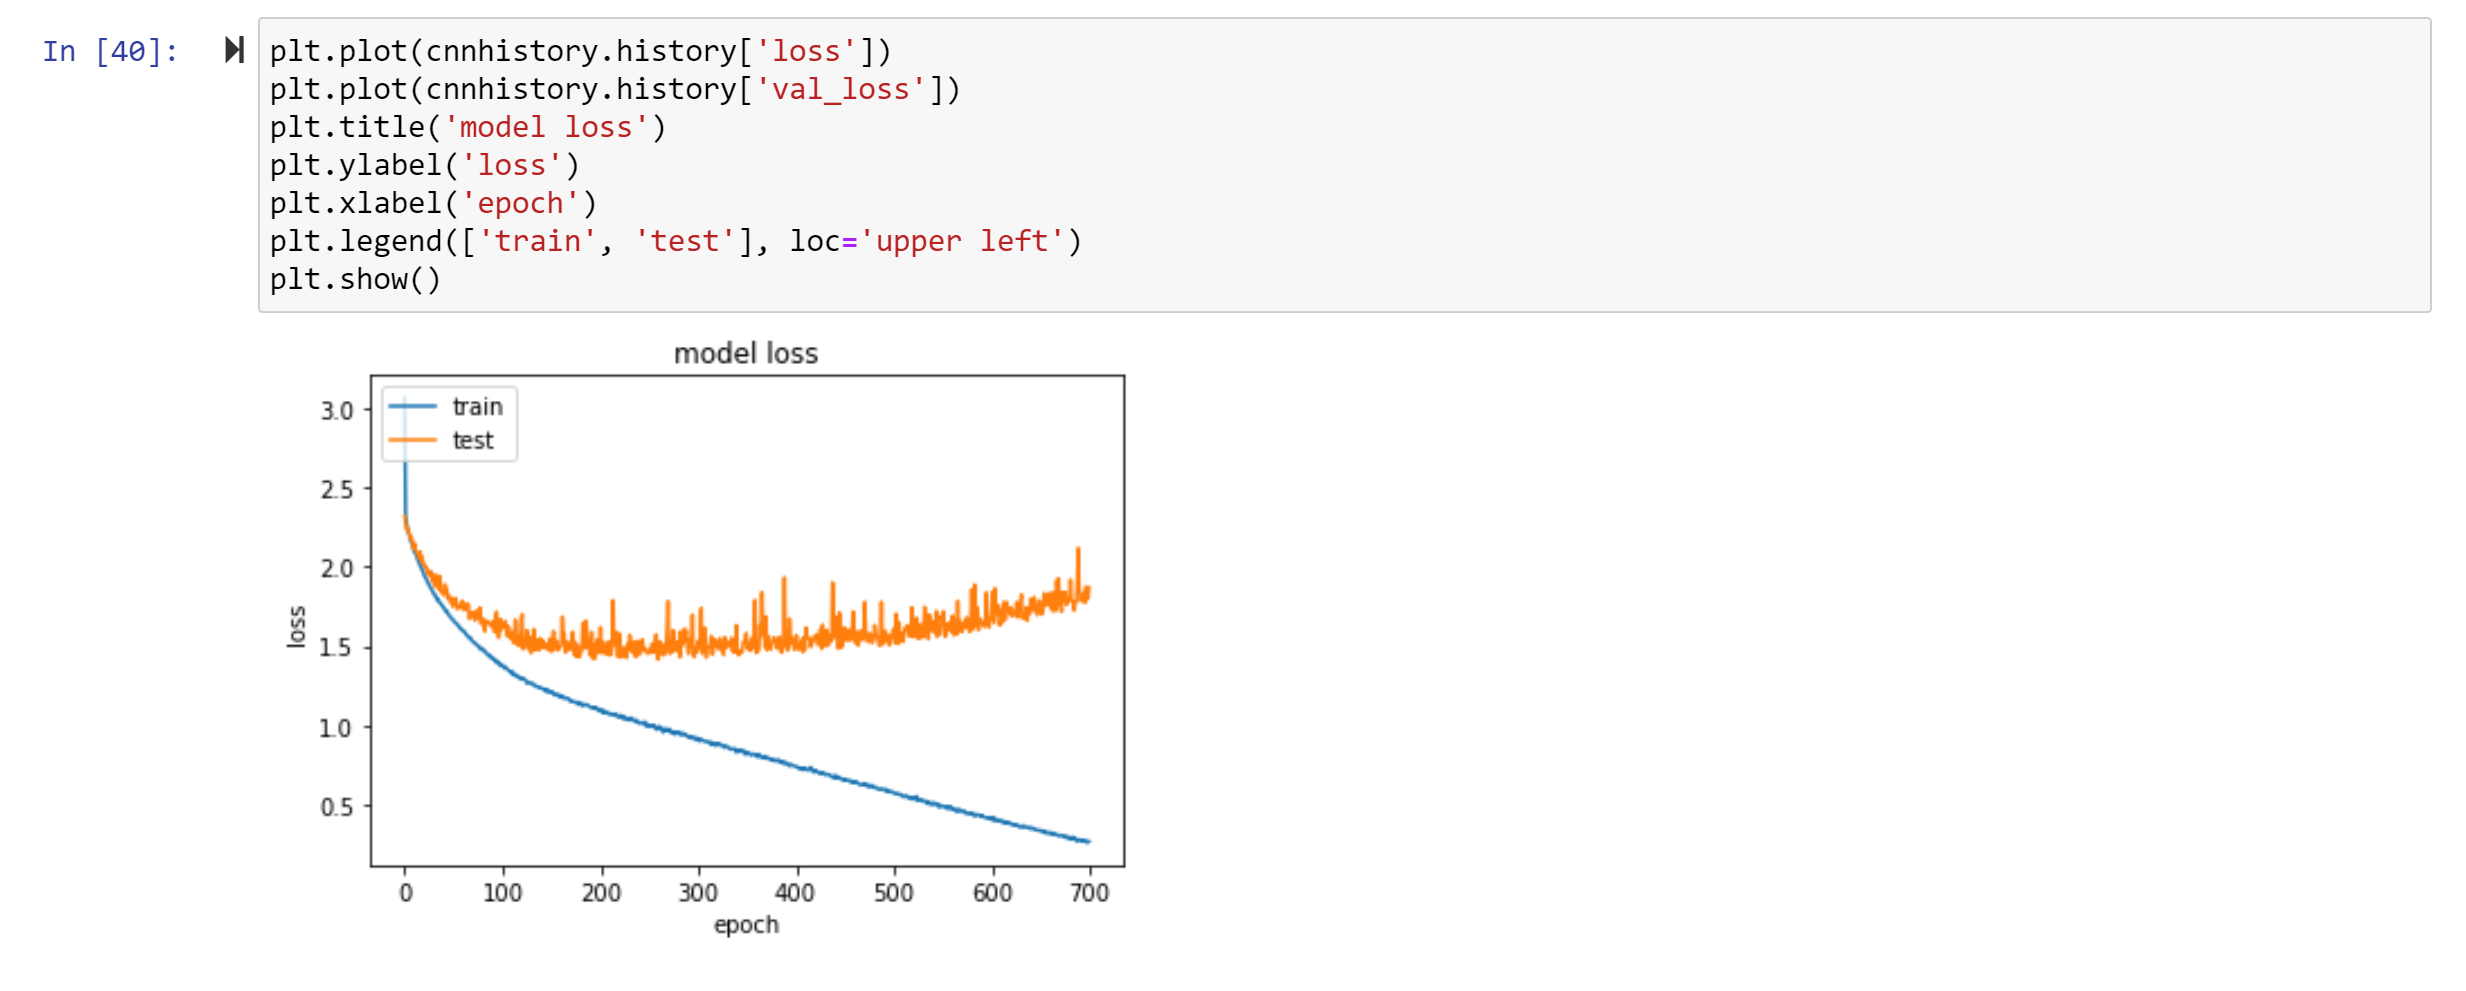 In [40]:
plt.plot(cnnhistory.history['loss'])
plt.plot(cnnhistory.history['val_loss'])
plt.title('model loss')
plt.ylabel('loss')
plt.xlabel('epoch')
plt.legend(['train', 'test'], loc='upper left')
plt.show()
model loss
train
test
3.0
2.5
2.0
1.5
1.0
0.5
loss
0 100 200 300 400 500 600 700
epoch